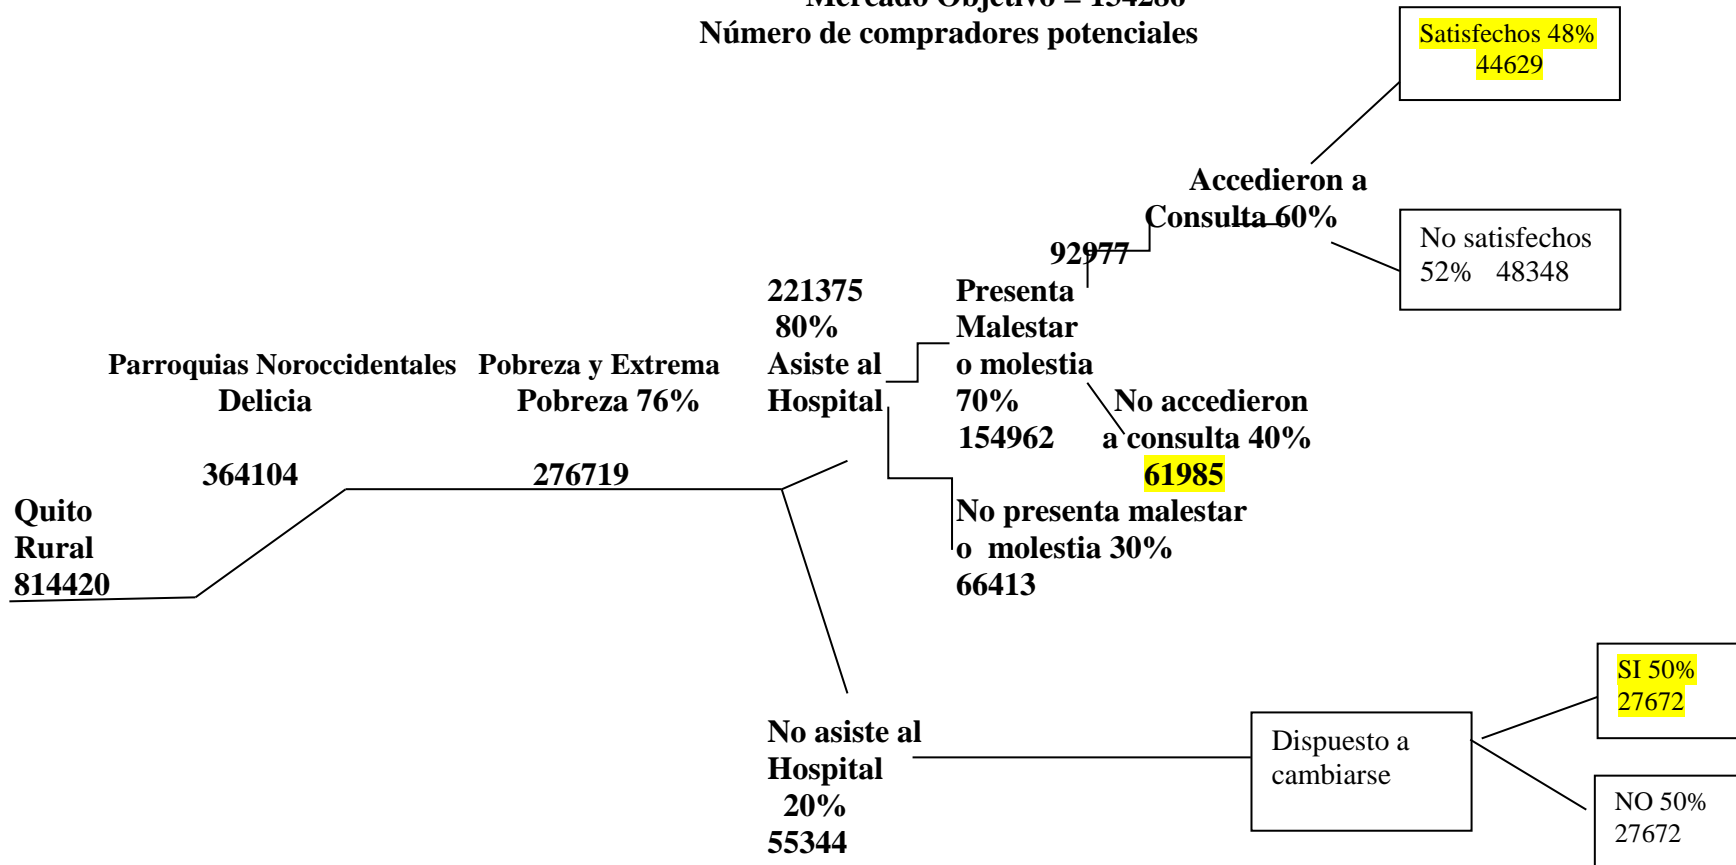 Mercado Objetivo = 134286
Número de compradores potenciales
Satisfechos 48%
44629
Accedieron a
Consulta 60%
92977
No satisfechos
52% 48348
221375
80%
Asiste al
Hospital
Presenta
Malestar
o molestia
70%
154962
Parroquias Noroccidentales
Delicia
364104
Pobreza y Extrema
Pobreza 76%
276719
No accedieron
a consulta 40%
61985
Quito
Rural
814420
No presenta malestar
o molestia 30%
66413
No asiste al
Hospital
20%
55344
Dispuesto a
cambiarse
SI 50%
27672
NO 50%
27672